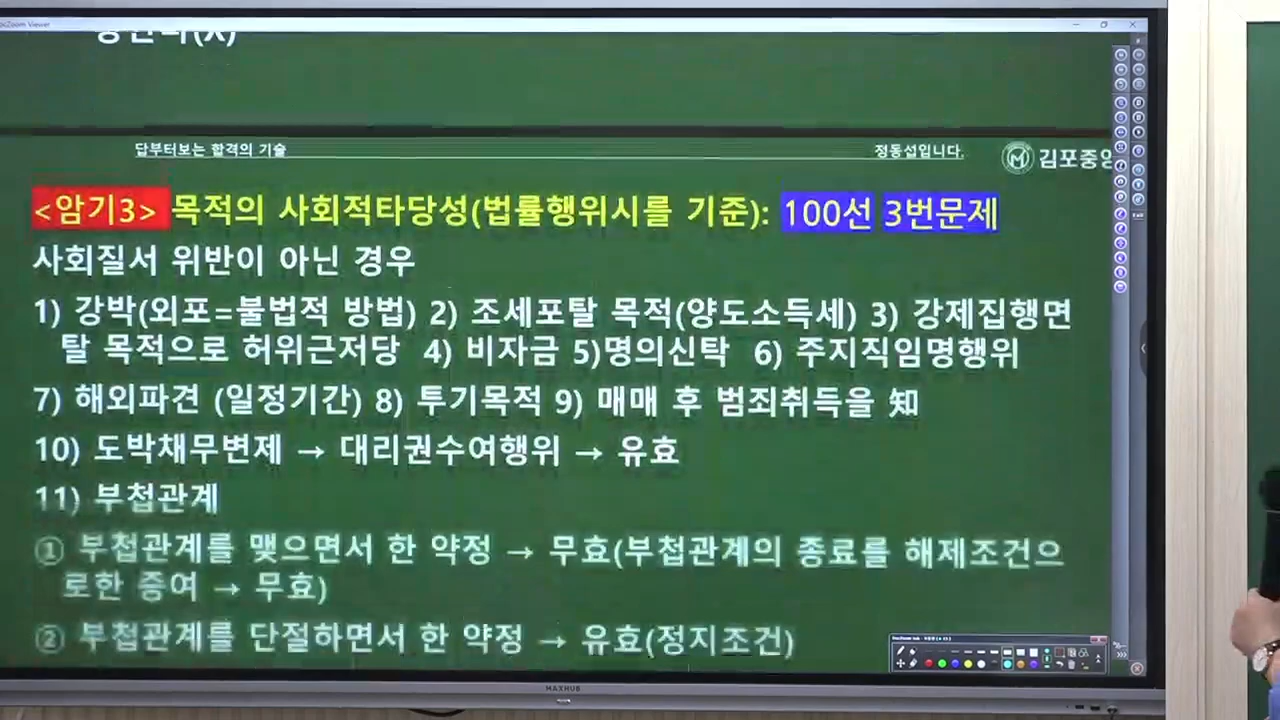 DocZoom Viewer
답부터보는 합격의 기술
정동섭입니다.
김포중앙
<암기3> 목적의 사회적타당성(법률행위시를 기준): 100선 3번문제
사회질서 위반이 아닌 경우
1) 강박(외포=불법적 방법) 2) 조세포탈 목적(양도소득세) 3) 강제집행면
탈 목적으로 허위근저당 4) 비자금 5)명의신탁 6) 주지직임명행위
7) 해외파견 (일정기간) 8) 투기목적 9) 매매 후 범죄취득을 知
10) 도박채무변제 → 대리권수여행위 → 유효
11) 부첩관계
① 부첩관계를 맺으면서 한 약정 → 무효(부첩관계의 종료를 해제조건으
로한 증여 → 무효)
② 부첩관계를 단절하면서 한 약정 → 유효(정지조건)
MAXHUB